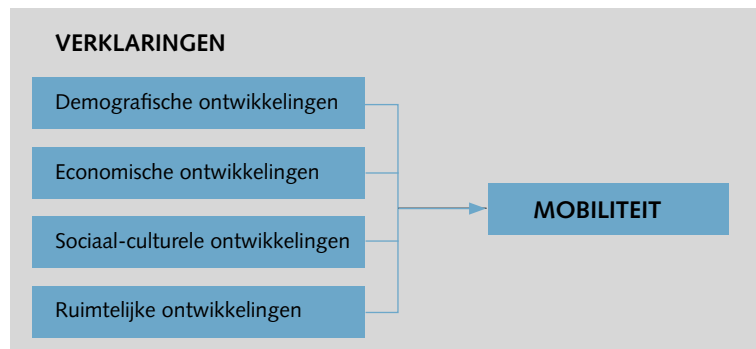 VERKLARINGEN
Demografische ontwikkelingen
Economische ontwikkelingen
Sociaal-culturele ontwikkelingen
Ruimtelijke ontwikkelingen
MOBILITEIT